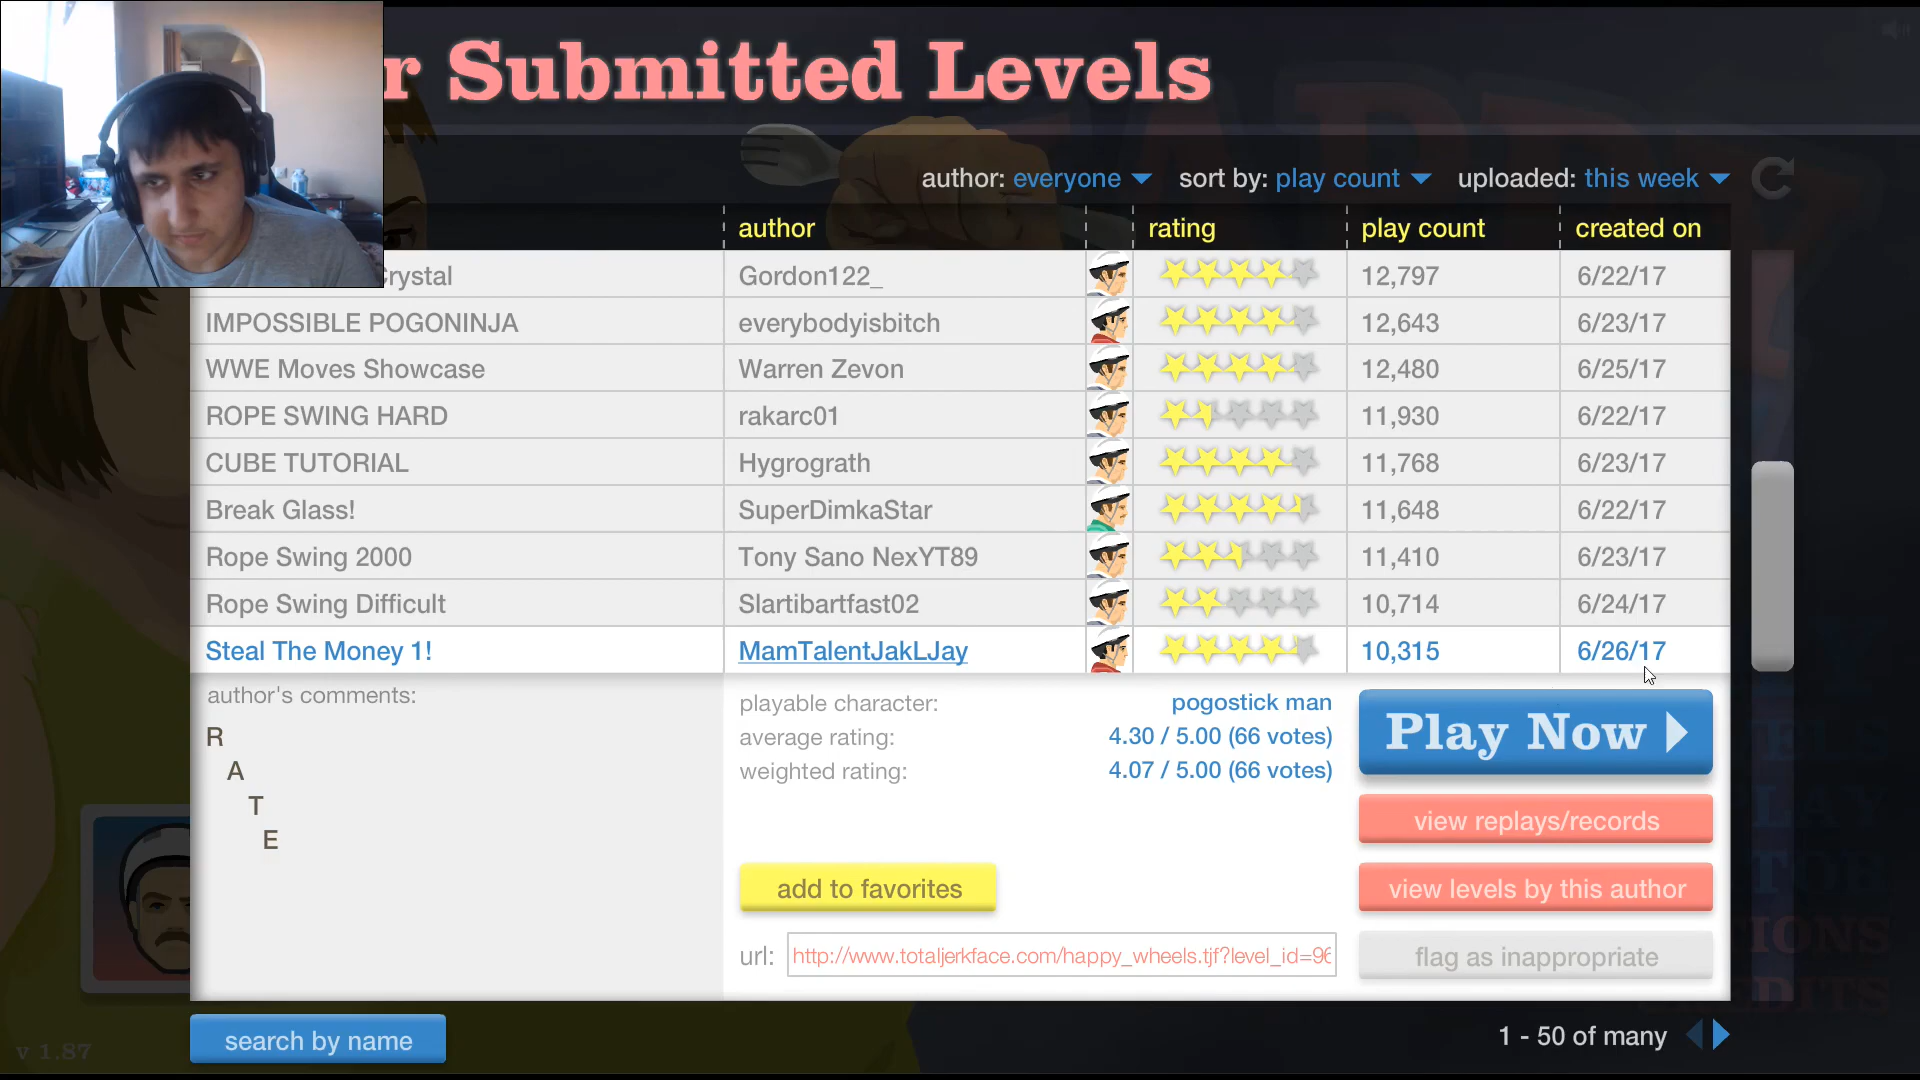 r Submitted Levels
author: everyone sort by: play count uploaded: this week
author rating play count created on
Crystal Gordon122_ 12,797 6/22/17
IMPOSSIBLE POGONINJA everybodyisbitch 12,643 6/23/17
WWE Moves Showcase Warren Zevon 12,480 6/25/17
ROPE SWING HARD rakarc01 11,930 6/22/17
CUBE TUTORIAL Hygrograth 11,768 6/23/17
Break Glass! SuperDimkaStar 11,648 6/22/17
Rope Swing 2000 Tony Sano NexYT89 11,410 6/23/17
Rope Swing Difficult Slartibartfast02 10,714 6/24/17
Steal The Money 1! MamTalentJakLJay 10,315 6/26/17
author's comments:
R
A
T
E
playable character: pogostick man
average rating: 4.30 / 5.00 (66 votes)
weighted rating: 4.07 / 5.00 (66 votes)
Play Now
view replays/records
add to favorites
view levels by this author
url: http://www.totaljerkface.com/happy_wheels.tjf?level_id=96
flag as inappropriate
search by name
1 - 50 of many
v 1.87